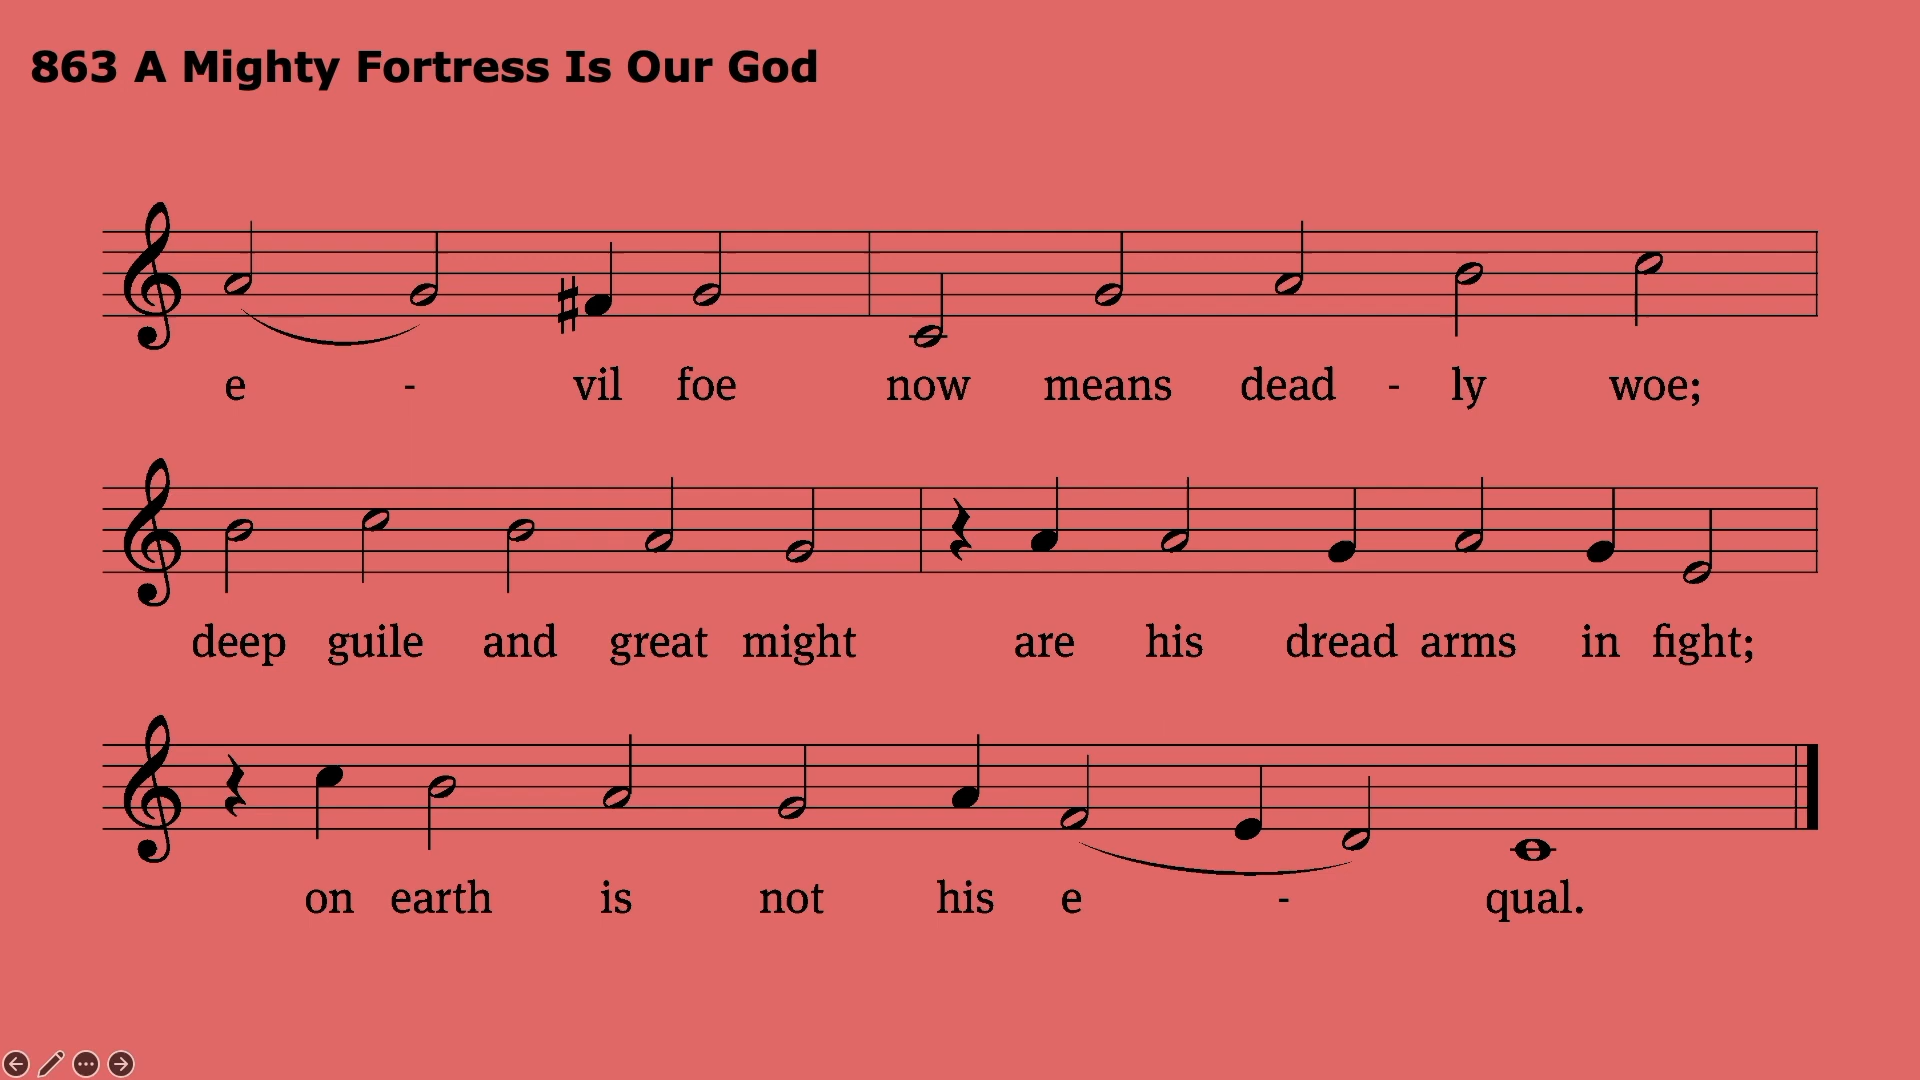 863 A Mighty Fortress Is Our God
e - vil foe now means dead - ly woe;
deep guile and great might are his dread arms in fight;
on earth is not his e - qual.